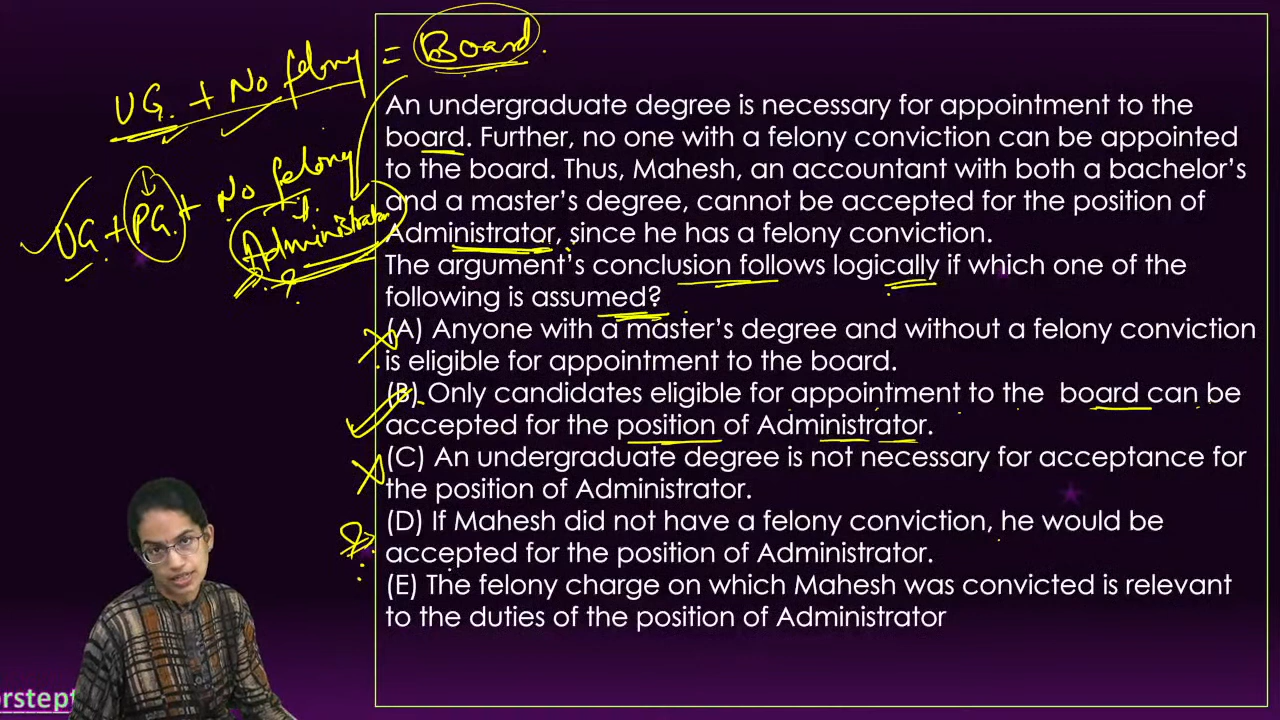 UG. + No felony = Board.
UG. + PG. + No felony
Administrator
An undergraduate degree is necessary for appointment to the
board. Further, no one with a felony conviction can be appointed
to the board. Thus, Mahesh, an accountant with both a bachelor's
and a master's degree, cannot be accepted for the position of
Administrator, since he has a felony conviction.
The argument's conclusion follows logically if which one of the
following is assumed?
(A) Anyone with a master's degree and without a felony conviction
is eligible for appointment to the board.
(B) Only candidates eligible for appointment to the board can be
accepted for the position of Administrator.
(C) An undergraduate degree is not necessary for acceptance for
the position of Administrator.
(D) If Mahesh did not have a felony conviction, he would be
accepted for the position of Administrator.
(E) The felony charge on which Mahesh was convicted is relevant
to the duties of the position of Administrator